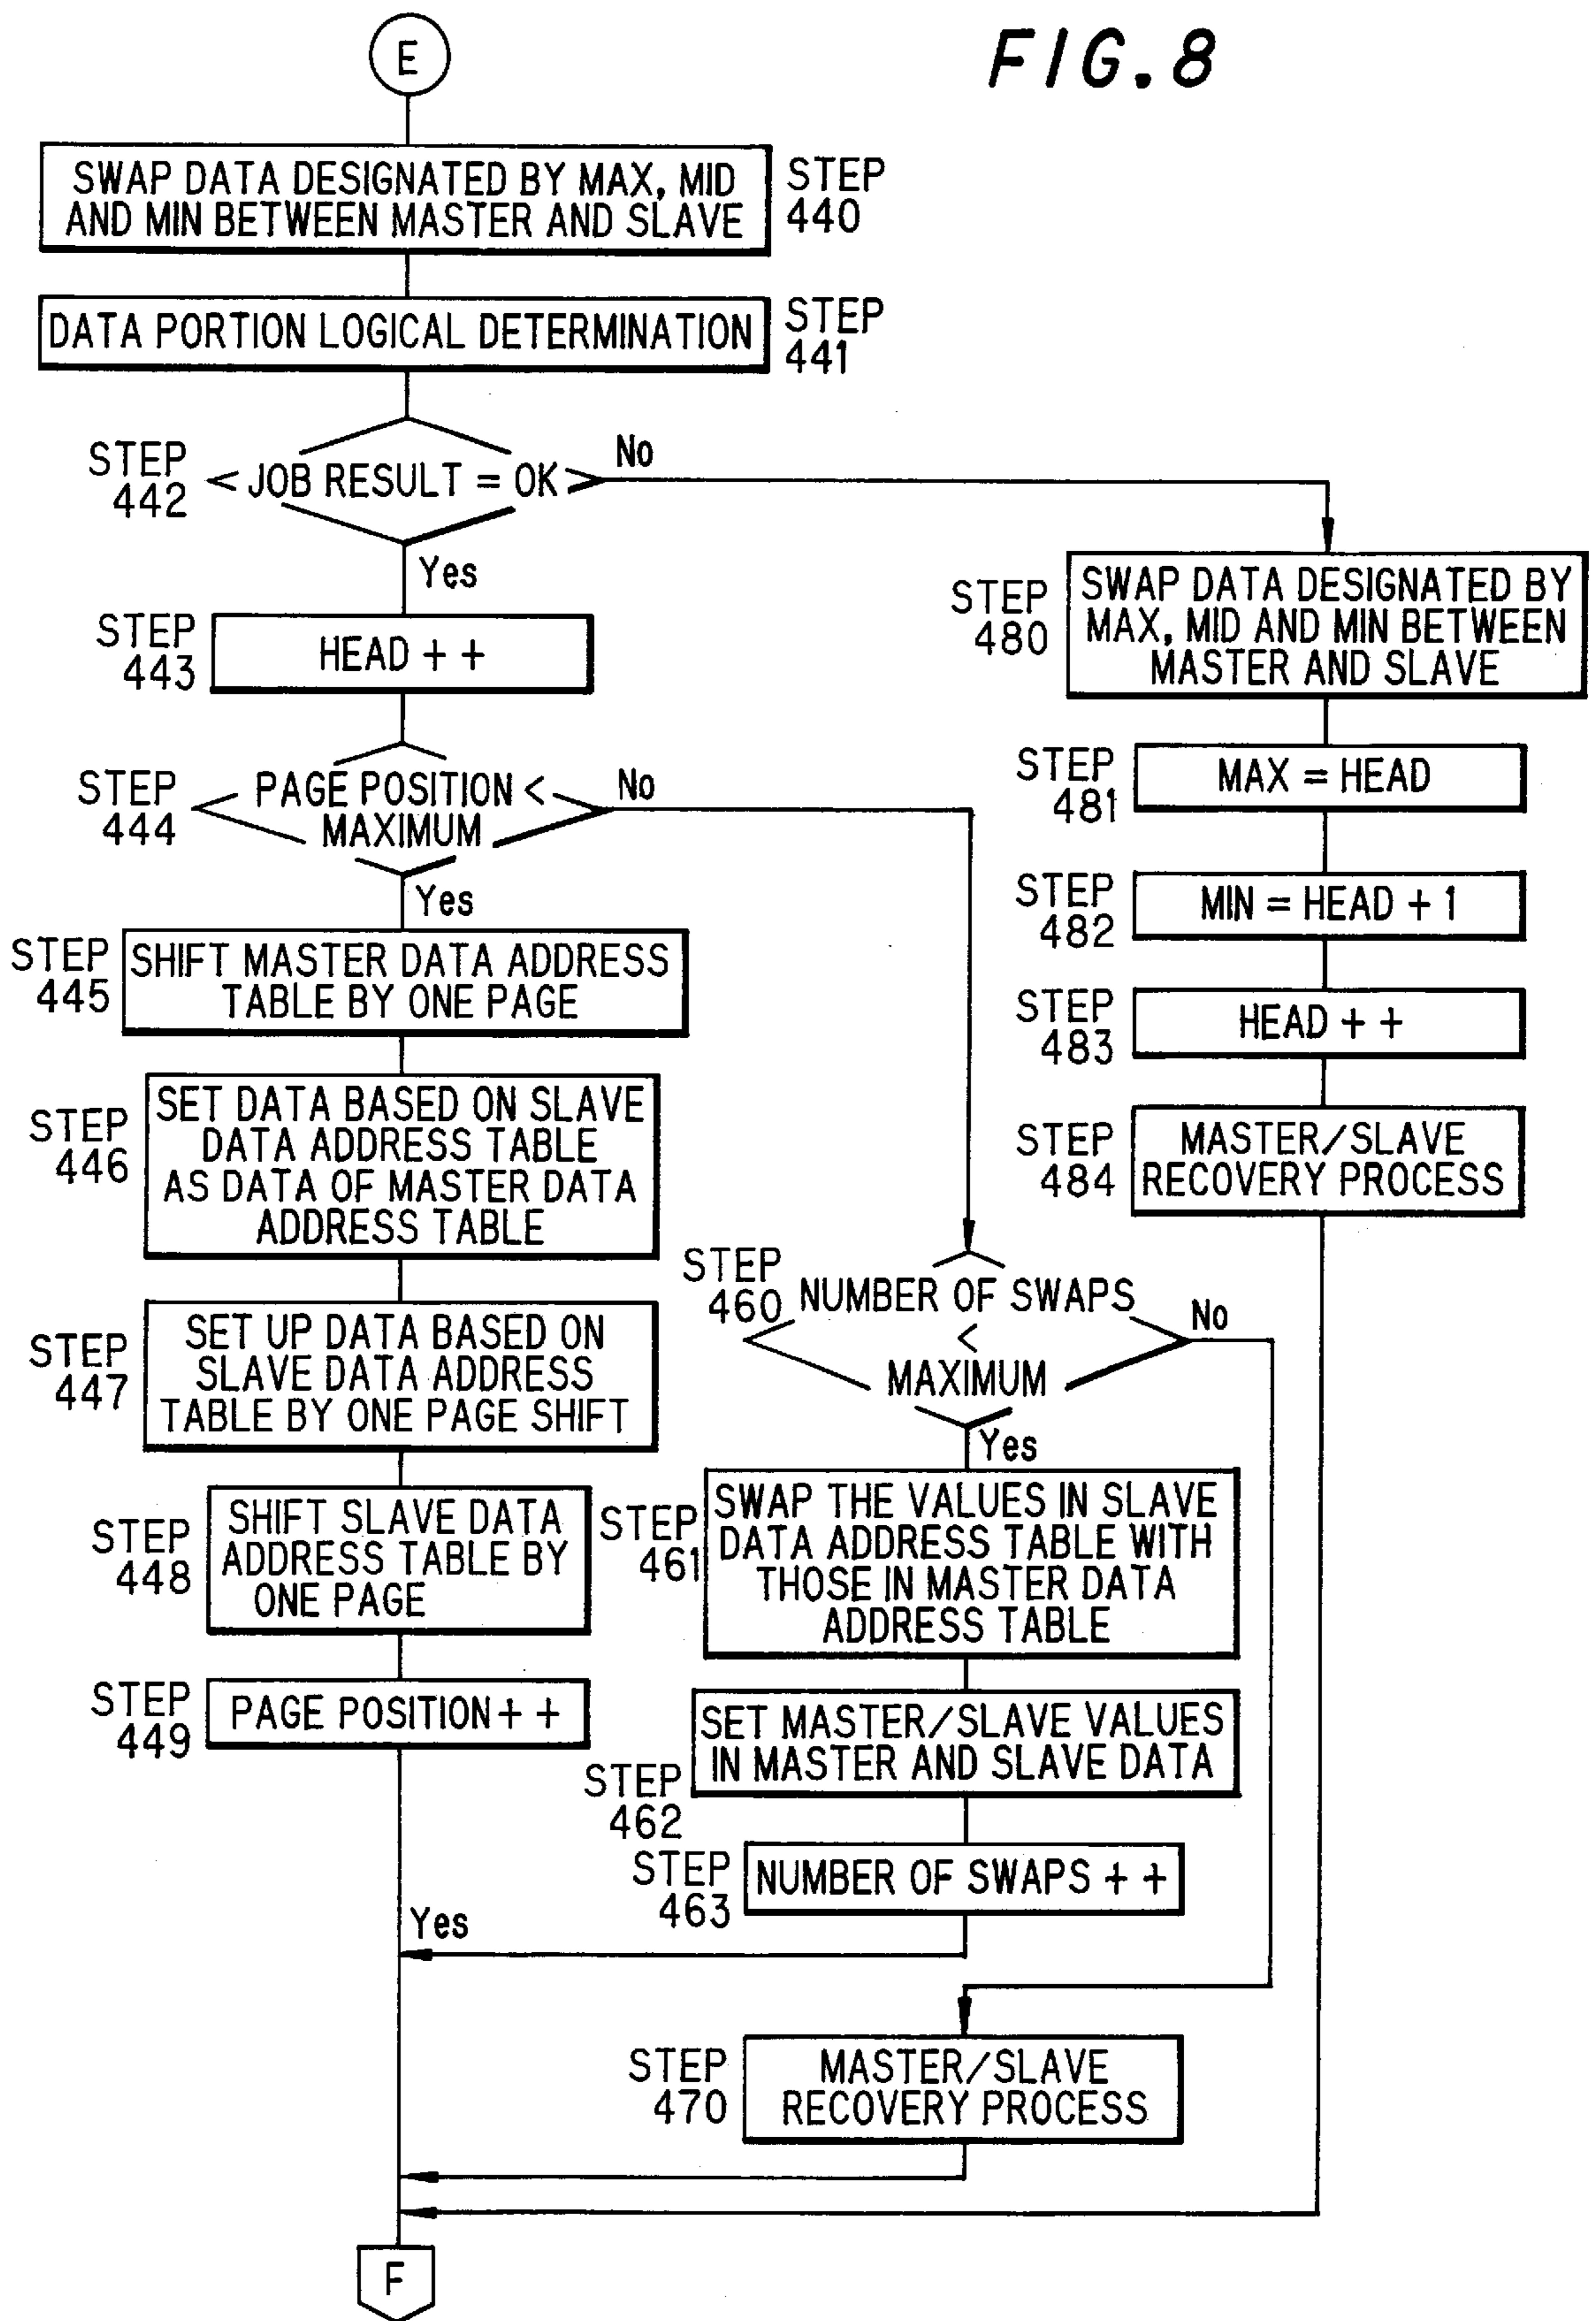 FIG. 8
E
SWAP DATA DESIGNATED BY MAX, MID
AND MIN BETWEEN MASTER AND SLAVE
STEP
440
DATA PORTION LOGICAL DETERMINATION
STEP
441
STEP
442
JOB RESULT = OK
No
Yes
STEP
443
HEAD + +
STEP
444
PAGE POSITION <
MAXIMUM
No
Yes
STEP
445
SHIFT MASTER DATA ADDRESS
TABLE BY ONE PAGE
STEP
446
SET DATA BASED ON SLAVE
DATA ADDRESS TABLE
AS DATA OF MASTER DATA
ADDRESS TABLE
STEP
447
SET UP DATA BASED ON
SLAVE DATA ADDRESS
TABLE BY ONE PAGE SHIFT
STEP
448
SHIFT SLAVE DATA
ADDRESS TABLE BY
ONE PAGE
STEP
449
PAGE POSITION + +
STEP
480
SWAP DATA DESIGNATED BY
MAX, MID AND MIN BETWEEN
MASTER AND SLAVE
STEP
481
MAX = HEAD
STEP
482
MIN = HEAD + 1
STEP
483
HEAD + +
STEP
484
MASTER/SLAVE
RECOVERY PROCESS
STEP
460
NUMBER OF SWAPS
<
MAXIMUM
No
Yes
STEP
461
SWAP THE VALUES IN SLAVE
DATA ADDRESS TABLE WITH
THOSE IN MASTER DATA
ADDRESS TABLE
STEP
462
SET MASTER/SLAVE VALUES
IN MASTER AND SLAVE DATA
STEP
463
NUMBER OF SWAPS + +
Yes
STEP
470
MASTER/SLAVE
RECOVERY PROCESS
F